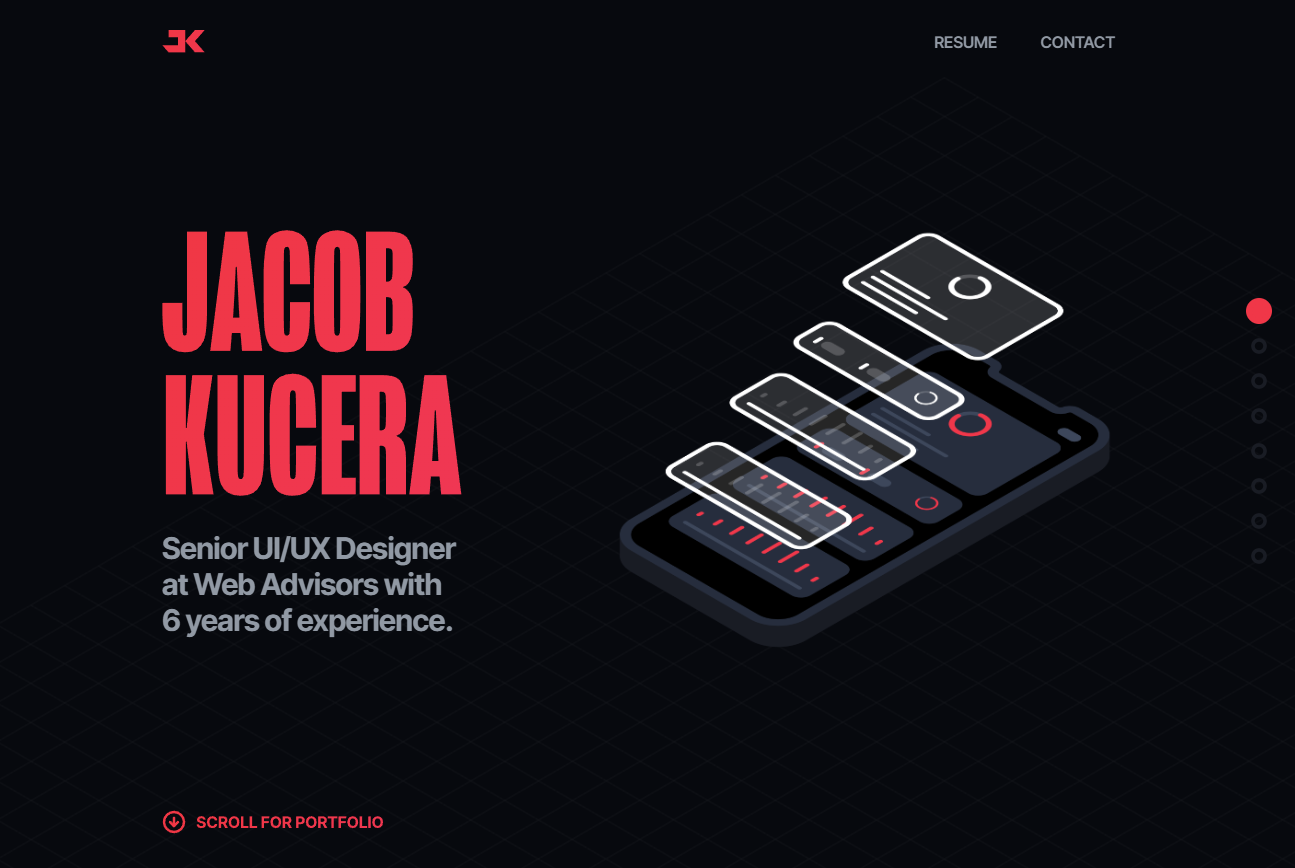 JK
RESUME CONTACT
JACOB
KUCERA
Senior UI/UX Designer
at Web Advisors with
6 years of experience.
SCROLL FOR PORTFOLIO